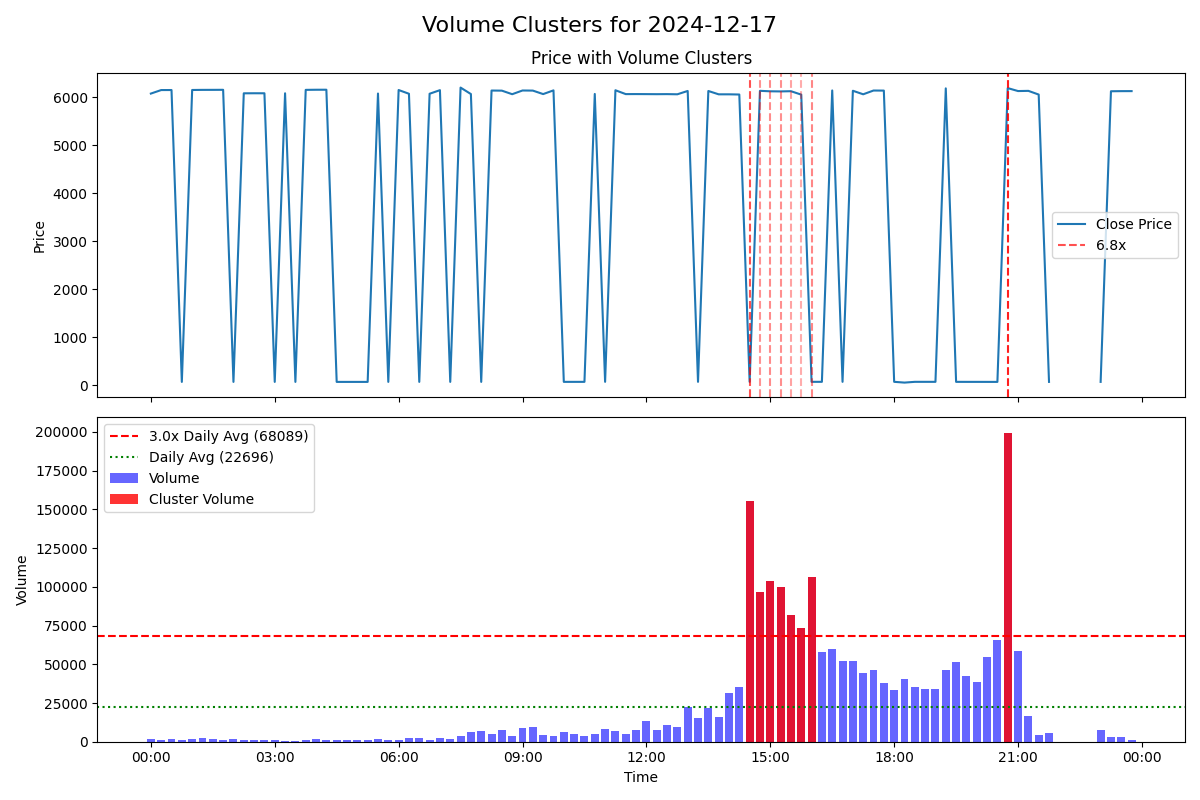 Volume Clusters for 2024-12-17
Price with Volume Clusters
6000
5000
4000
3000
2000
1000
0
Price
Close Price
6.8x
200000
175000
150000
125000
100000
75000
50000
25000
0
Volume
3.0x Daily Avg (68089)
Daily Avg (22696)
Volume
Cluster Volume
00:00 03:00 06:00 09:00 12:00 15:00 18:00 21:00 00:00
Time